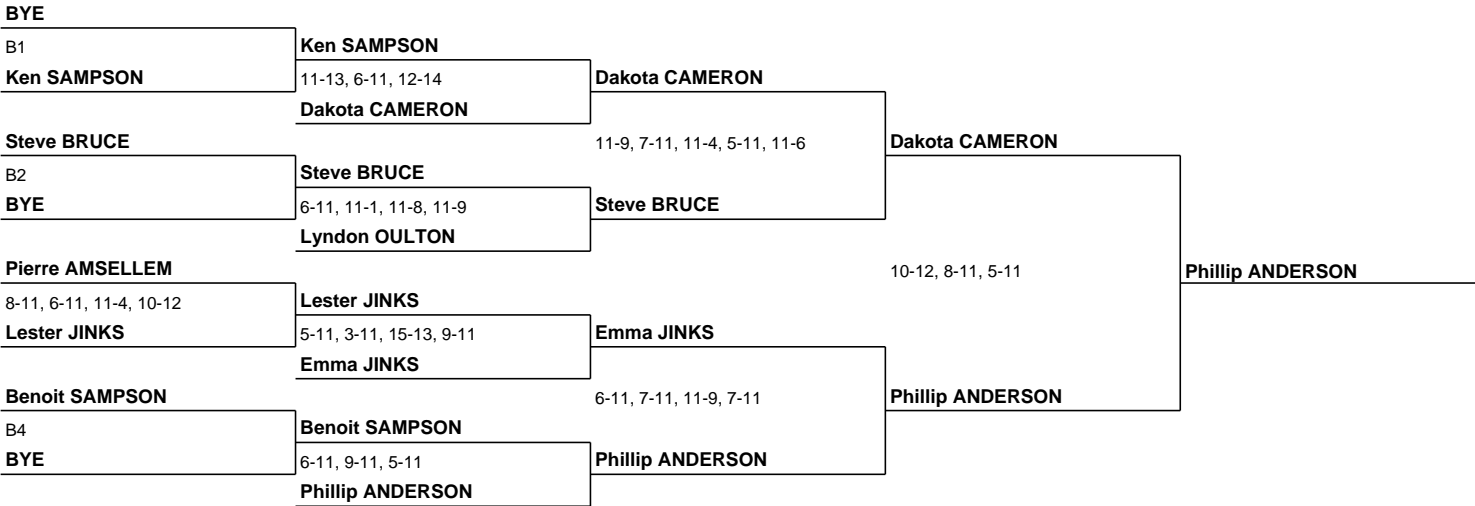 BYE
B1
Ken SAMPSON
Ken SAMPSON
11-13, 6-11, 12-14
Dakota CAMERON
Dakota CAMERON
Steve BRUCE
11-9, 7-11, 11-4, 5-11, 11-6
Dakota CAMERON
B2
Steve BRUCE
BYE
6-11, 11-1, 11-8, 11-9
Steve BRUCE
Lyndon OULTON
Pierre AMSELLEM
10-12, 8-11, 5-11
Phillip ANDERSON
8-11, 6-11, 11-4, 10-12
Lester JINKS
Lester JINKS
5-11, 3-11, 15-13, 9-11
Emma JINKS
Emma JINKS
Benoit SAMPSON
6-11, 7-11, 11-9, 7-11
Phillip ANDERSON
B4
Benoit SAMPSON
BYE
6-11, 9-11, 5-11
Phillip ANDERSON
Phillip ANDERSON